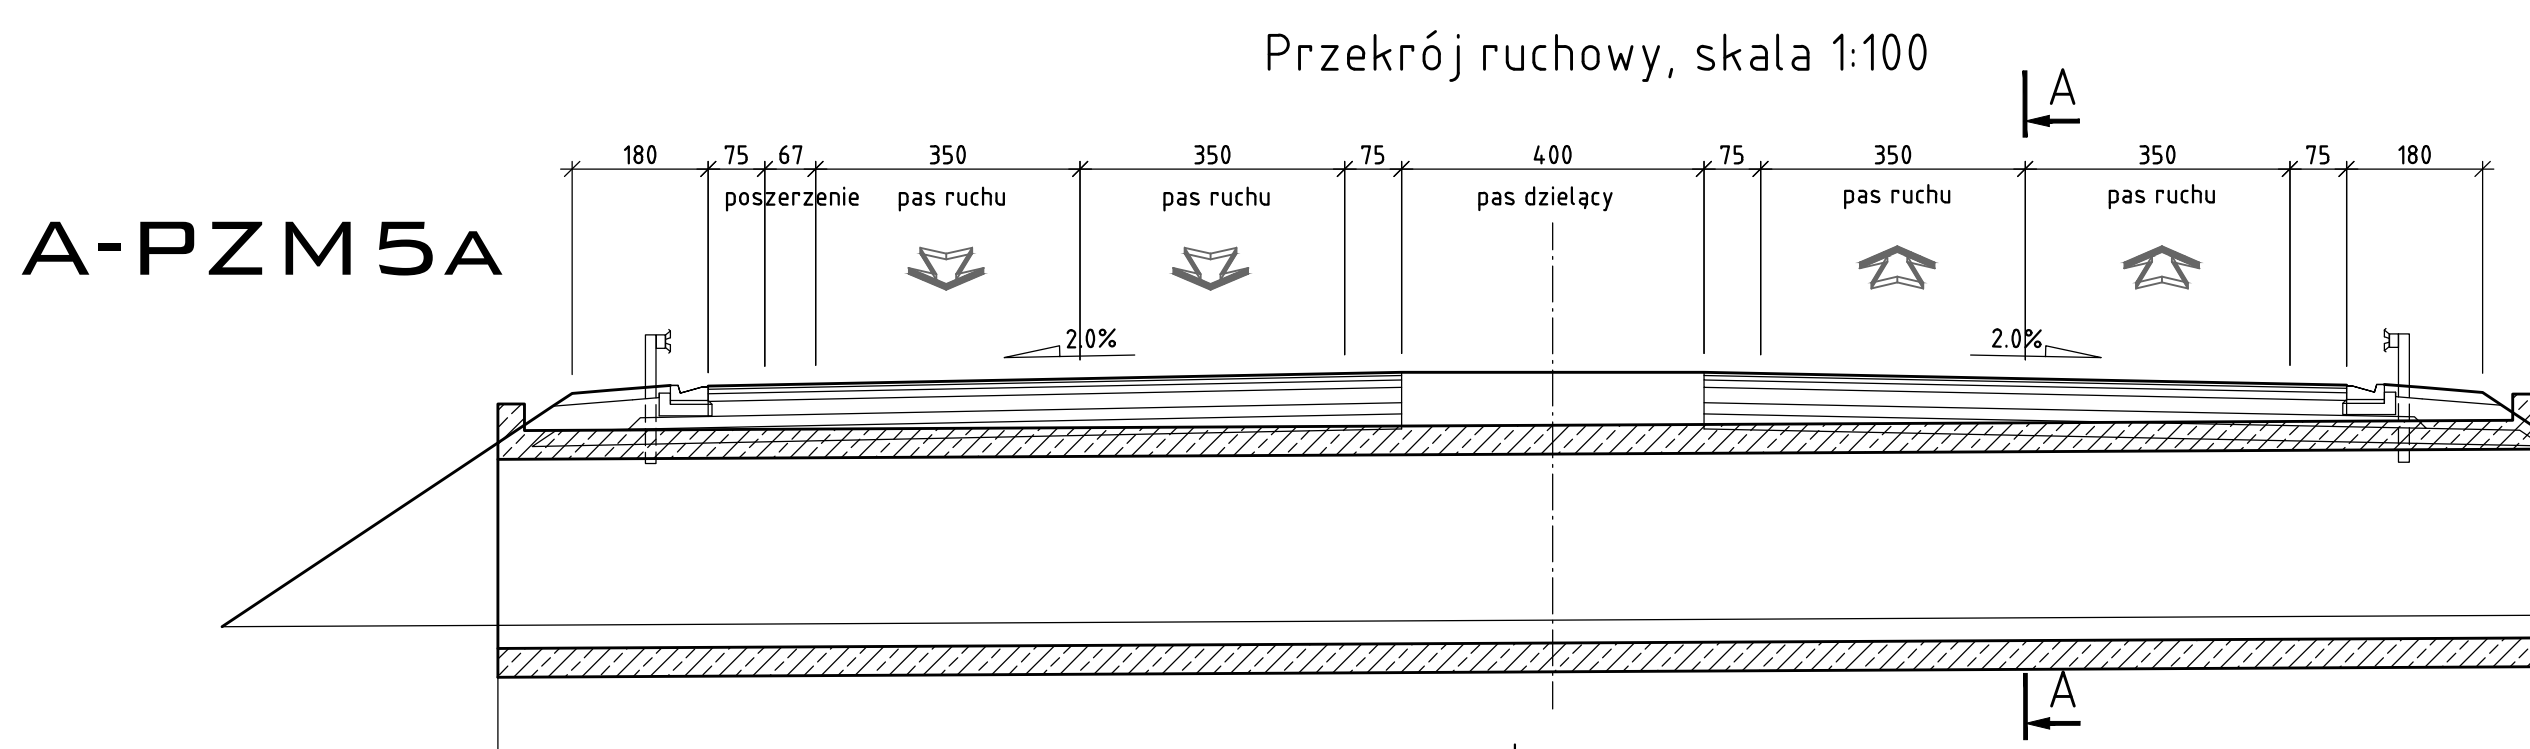 Przekrój ruchowy, skala 1:100
A
180 75 67 350 350 75 400 75 350 350 75 180
poszerzenie pas ruchu pas ruchu pas dzielący pas ruchu pas ruchu
A-PZM5A
2.0% 2.0%
A